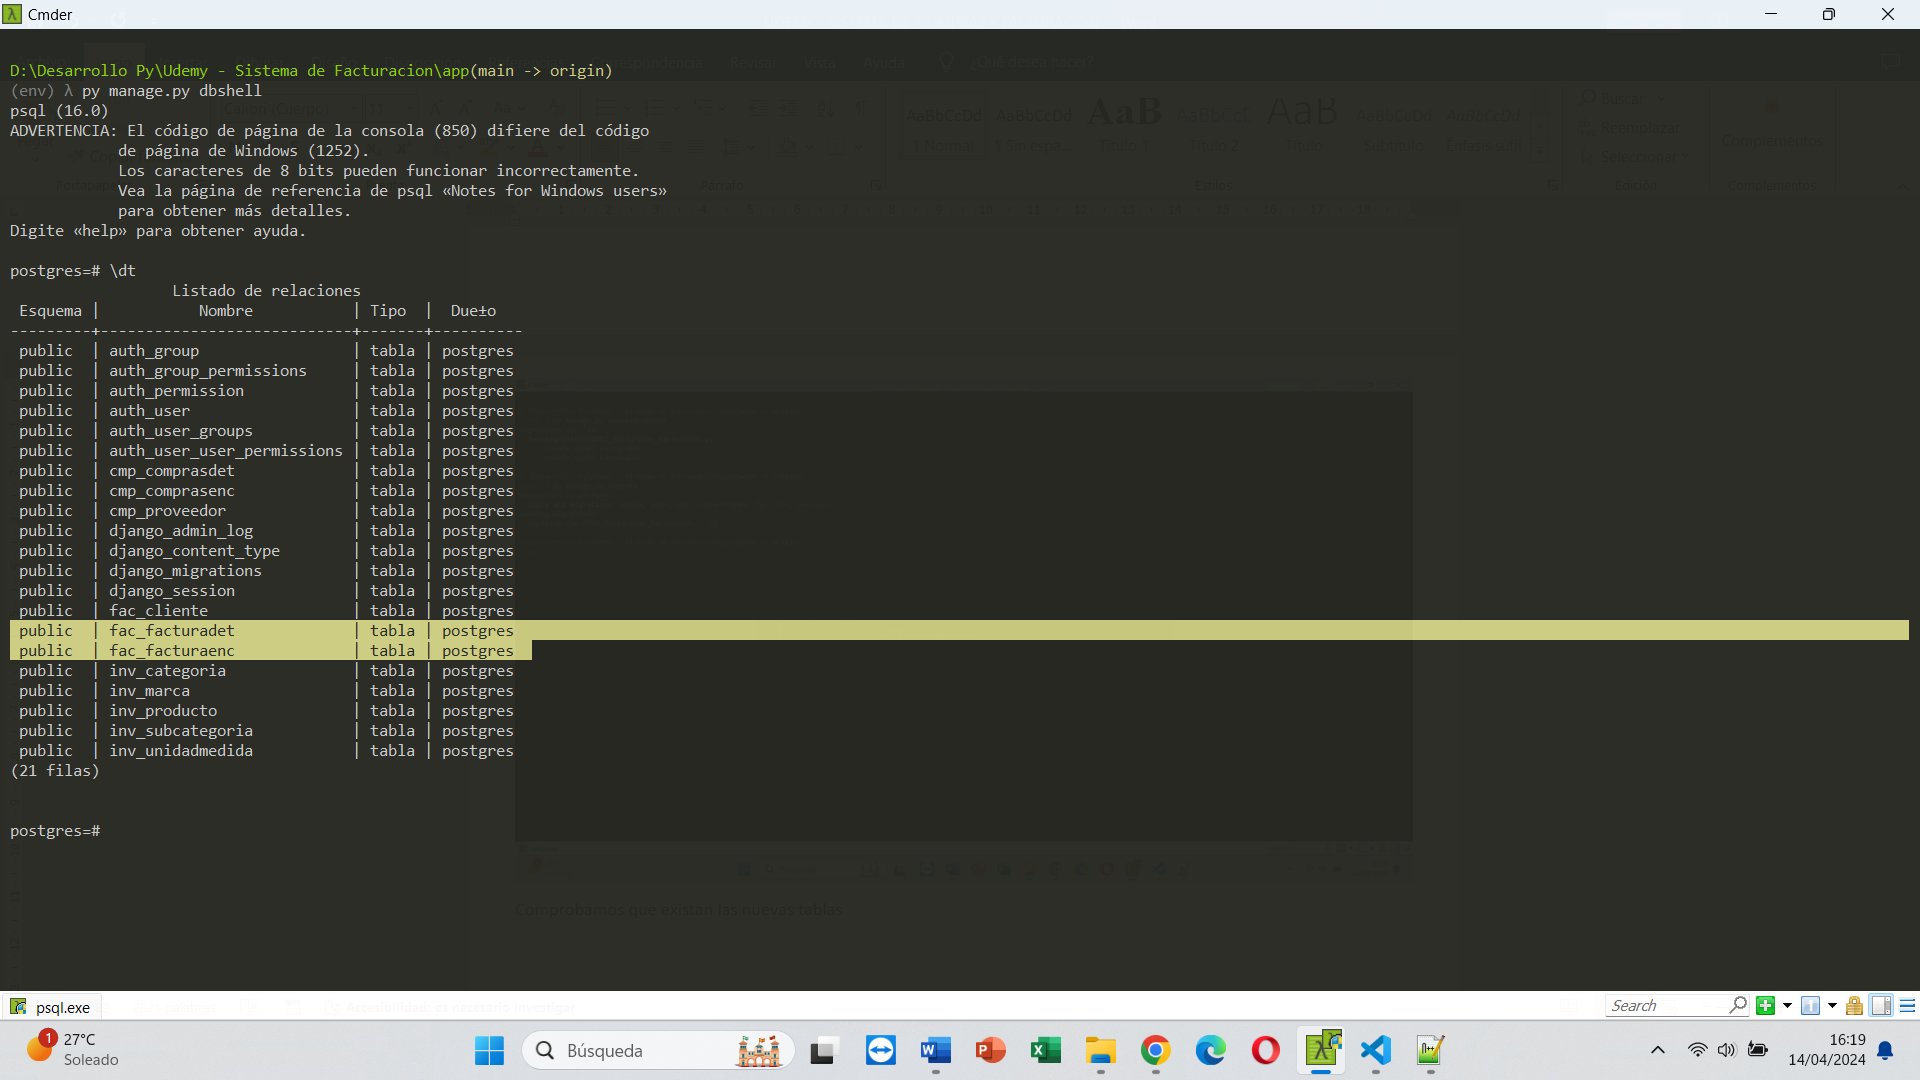 Cmder
D:\Desarrollo Py\Udemy - Sistema de Facturacion\app(main -> origin)
(env) λ py manage.py dbshell
psql (16.0)
ADVERTENCIA: El código de página de la consola (850) difiere del código
de página de Windows (1252).
Los caracteres de 8 bits pueden funcionar incorrectamente.
Vea la página de referencia de psql «Notes for Windows users»
para obtener más detalles.
Digite «help» para obtener ayuda.
postgres=# \dt
Listado de relaciones
Esquema | Nombre | Tipo | Due±o
---------+----------------------------+-------+----------
public | auth_group | tabla | postgres
public | auth_group_permissions | tabla | postgres
public | auth_permission | tabla | postgres
public | auth_user | tabla | postgres
public | auth_user_groups | tabla | postgres
public | auth_user_user_permissions | tabla | postgres
public | cmp_comprasdet | tabla | postgres
public | cmp_comprasenc | tabla | postgres
public | cmp_proveedor | tabla | postgres
public | django_admin_log | tabla | postgres
public | django_content_type | tabla | postgres
public | django_migrations | tabla | postgres
public | django_session | tabla | postgres
public | fac_cliente | tabla | postgres
public | fac_facturadet | tabla | postgres
public | fac_facturaenc | tabla | postgres
public | inv_categoria | tabla | postgres
public | inv_marca | tabla | postgres
public | inv_producto | tabla | postgres
public | inv_subcategoria | tabla | postgres
public | inv_unidadmedida | tabla | postgres
(21 filas)
postgres=#
Comprobamos que existan las nuevas tablas
psql.exe
Search
1
27°C
Soleado
Búsqueda
16:19
14/04/2024